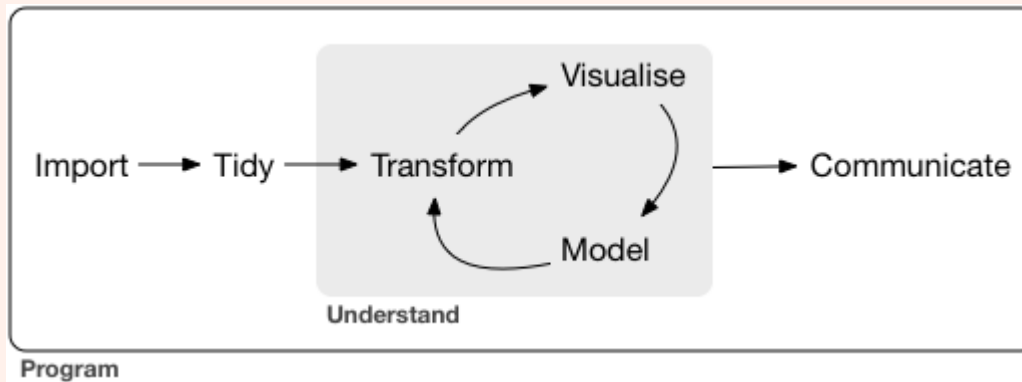 Visualise
Import Tidy Transform Communicate
Model
Understand
Program